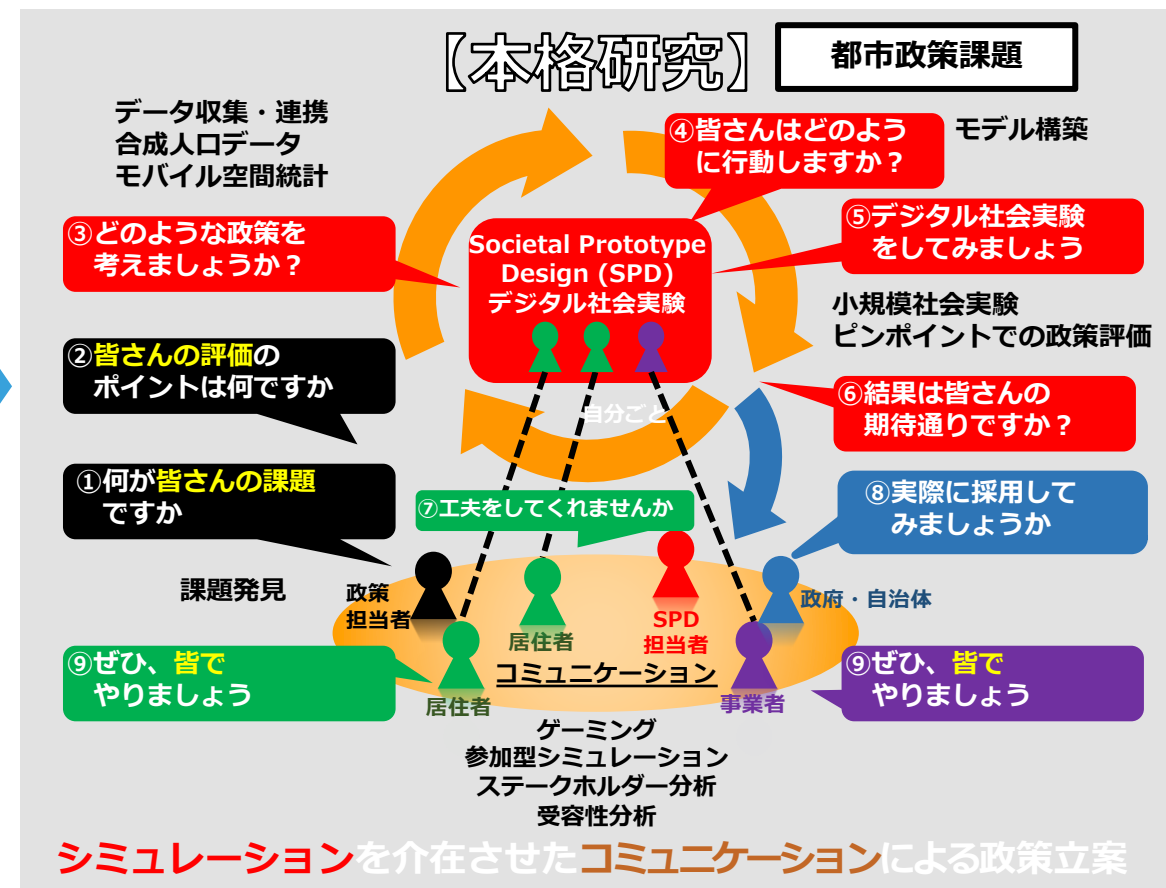 【本格研究】
都市政策課題
データ収集・連携
合成人口データ
モバイル空間統計
④皆さんはどのよう
に行動しますか？
モデル構築
③どのような政策を
考えましょうか？
Societal Prototype
Design (SPD)
デジタル社会実験
⑤デジタル社会実験
をしてみましょう
小規模社会実験
ピンポイントでの政策評価
②皆さんの評価の
ポイントは何ですか
自分ごと
⑥結果は皆さんの
期待通りですか？
①何が皆さんの課題
ですか
⑦工夫をしてくれませんか
⑧実際に採用して
みましょうか
課題発見
政策
担当者
居住者
SPD
担当者
政府・自治体
⑨ぜひ、皆で
やりましょう
コミュニケーション
居住者
事業者
⑨ぜひ、皆で
やりましょう
ゲーミング
参加型シミュレーション
ステークホルダー分析
受容性分析
シミュレーションを介在させたコミュニケーションによる政策立案